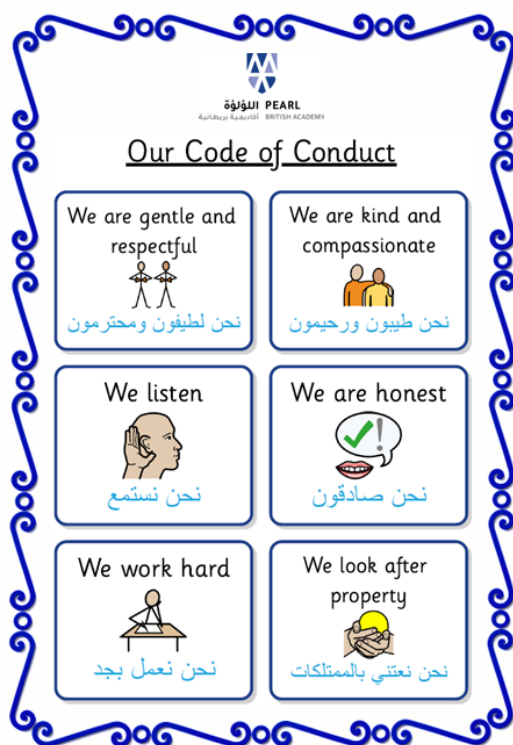 اللؤلؤة PEARL
أكاديمية بريطانية BRITISH ACADEMY
Our Code of Conduct
We are gentle and
respectful
نحن لطيفون ومحترمون
We are kind and
compassionate
نحن طيبون ورحيمون
We listen
نحن نستمع
We are honest
نحن صادقون
We work hard
نحن نعمل بجد
We look after
property
نحن نعتني بالممتلكات